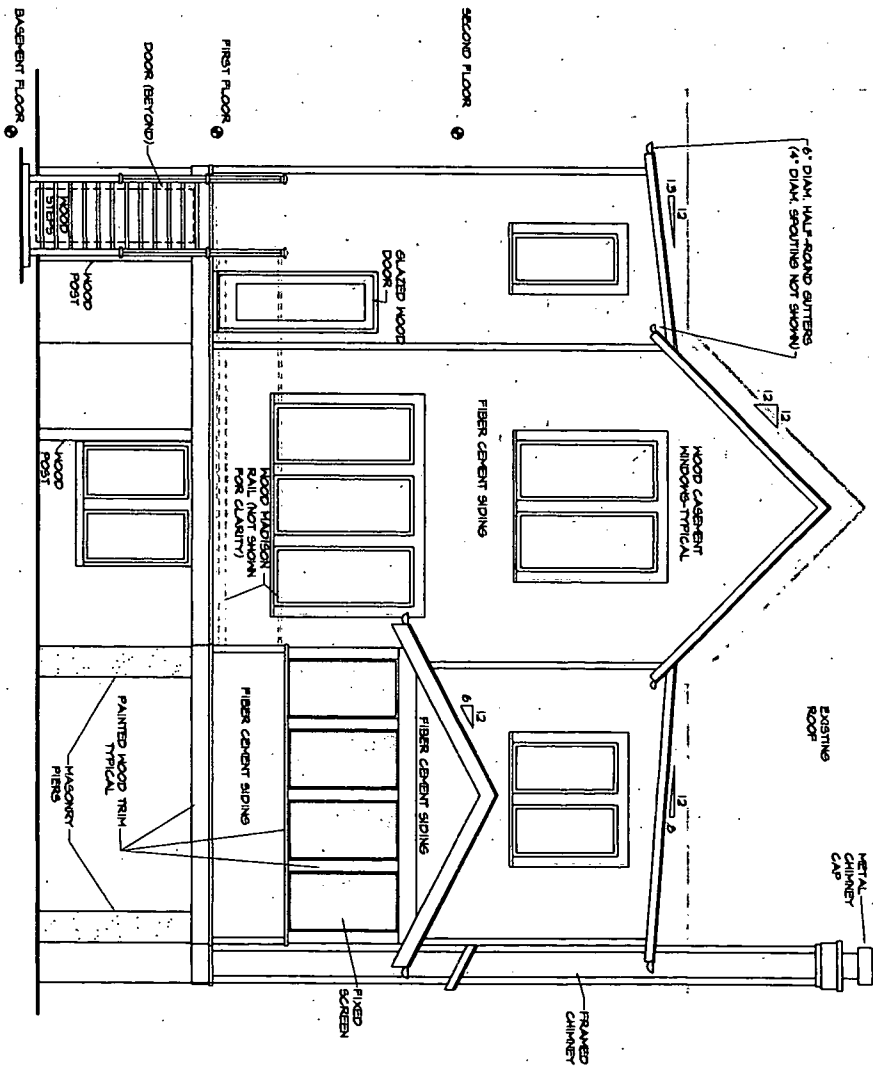 METAL
CHIMNEY
CAP
EXISTING
ROOF
FRAMED
CHIMNEY
6" DIAM. HALF-ROUND GUTTERS
(4" DIAM. SPOUTING NOT SHOWN)
12
12
12
12
WOOD CASEMENT
WINDOWS-TYPICAL
SECOND FLOOR
FIBER CEMENT SIDING
12
6
FIBER CEMENT SIDING
GLAZED WOOD
DOOR
FIXED
SCREEN
FIRST FLOOR
WOOD MADISON
RAIL (NOT SHOWN
FOR CLARITY)
FIBER CEMENT SIDING
DOOR (BEYOND)
WOOD
STEPS
WOOD
POST
WOOD
POST
PAINTED WOOD TRIM
TYPICAL
MASONRY
PIERS
BASEMENT FLOOR